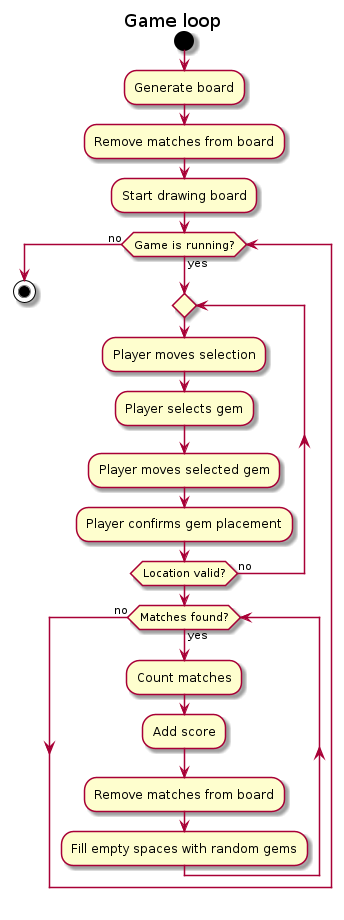 Game loop
Generate board
Remove matches from board
Start drawing board
no
Game is running?
yes
Player moves selection
Player selects gem
Player moves selected gem
Player confirms gem placement
Location valid?
no
no
Matches found?
yes
Count matches
Add score
Remove matches from board
Fill empty spaces with random gems